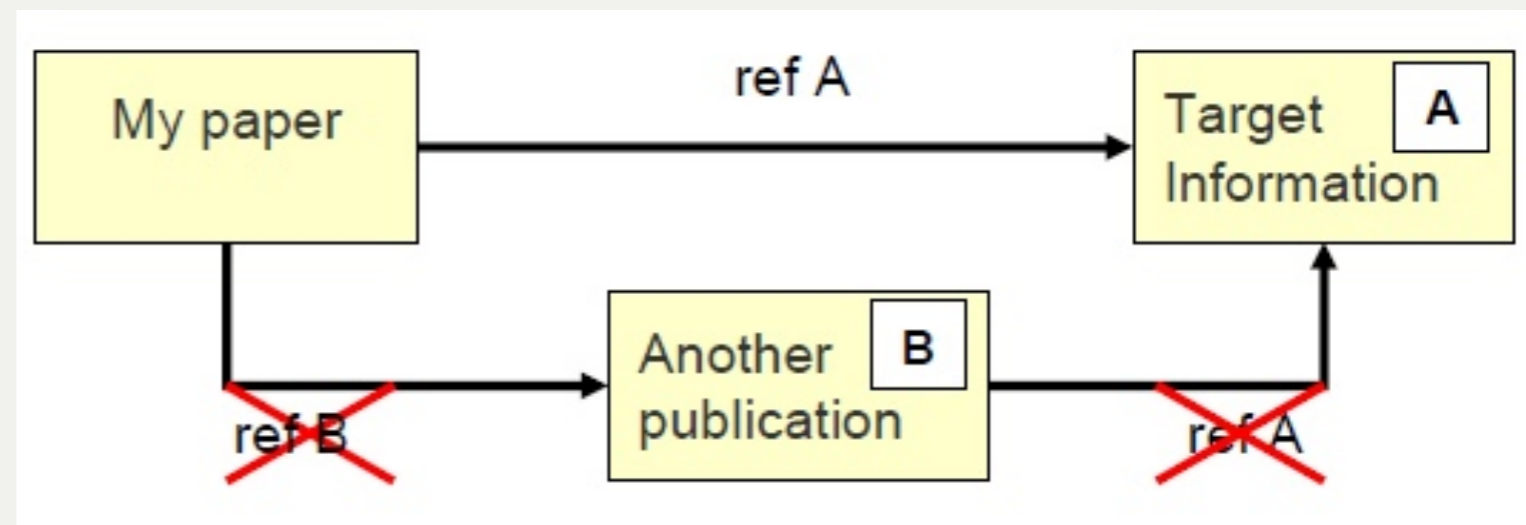 ref A
My paper
Target
Information
A
Another
publication
B
ref B
ref A